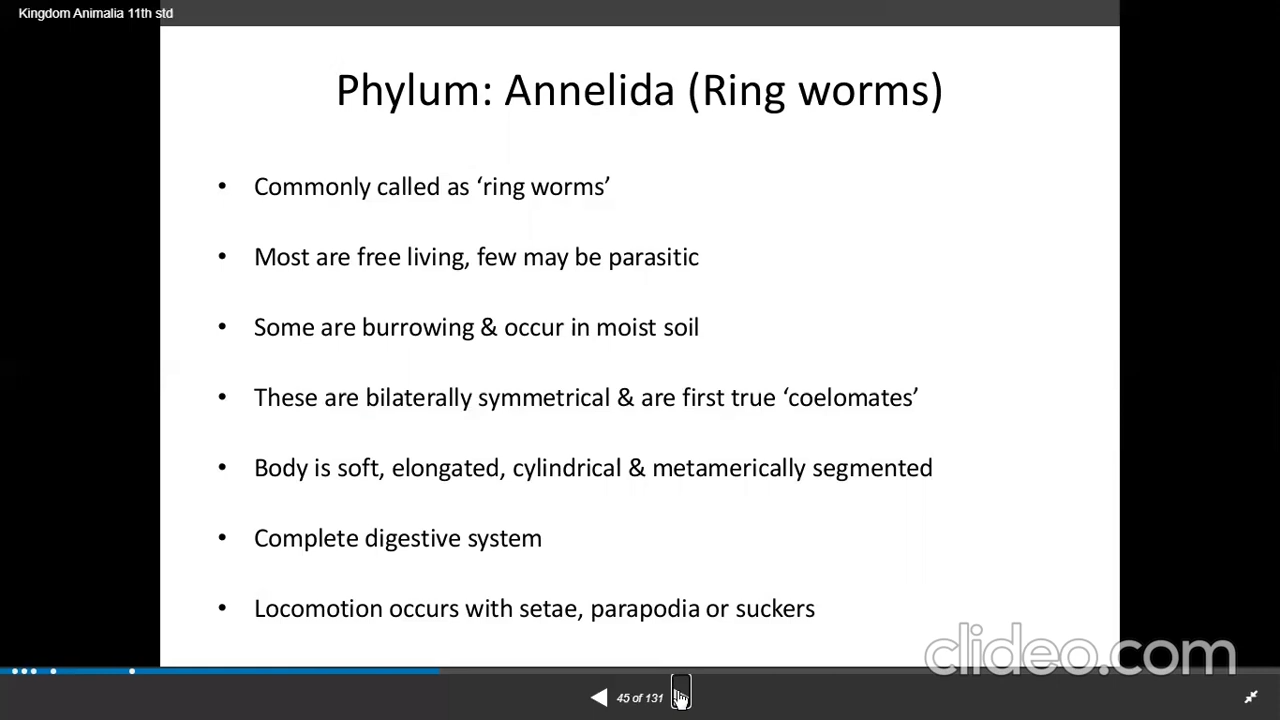 Kingdom Animalia 11th std
Phylum: Annelida (Ring worms)
• Commonly called as ‘ring worms’
• Most are free living, few may be parasitic
• Some are burrowing & occur in moist soil
• These are bilaterally symmetrical & are first true ‘coelomates’
• Body is soft, elongated, cylindrical & metamerically segmented
• Complete digestive system
• Locomotion occurs with setae, parapodia or suckers
clideo.com
45 of 131